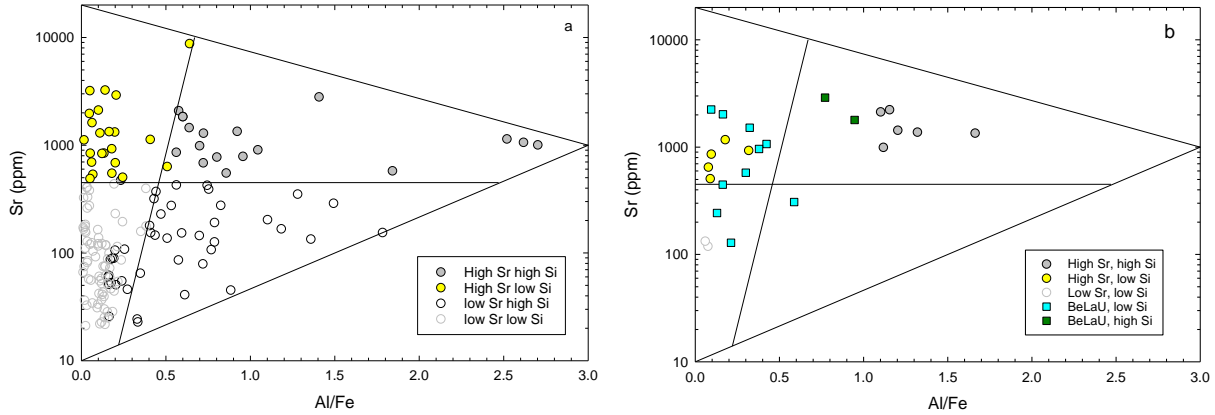 a
10000
1000
100
10
Sr (ppm)
0.0 0.5 1.0 1.5 2.0 2.5 3.0
Al/Fe
High Sr high Si
High Sr low Si
low Sr high Si
low Sr low Si
b
10000
1000
100
10
Sr (ppm)
0.0 0.5 1.0 1.5 2.0 2.5 3.0
Al/Fe
High Sr, high Si
High Sr, low Si
Low Sr, low Si
BeLaU, low Si
BeLaU, high Si